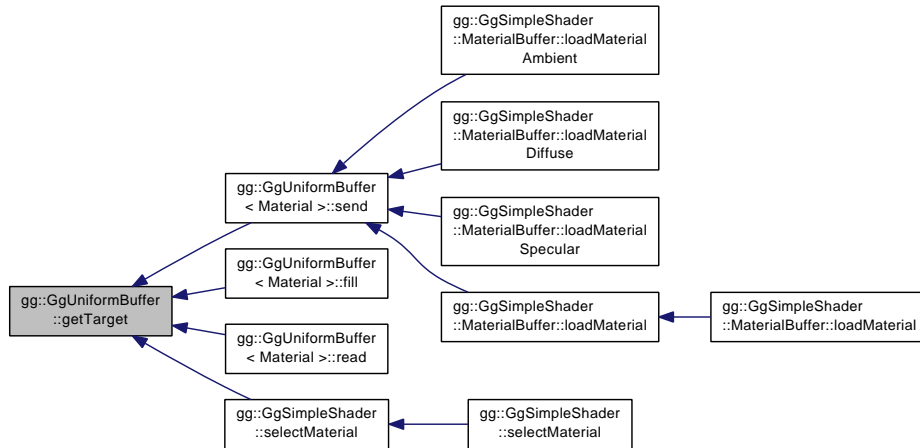 gg::GgSimpleShader
::MaterialBuffer::loadMaterial
Ambient
gg::GgSimpleShader
::MaterialBuffer::loadMaterial
Diffuse
gg::GgUniformBuffer
< Material >::send
gg::GgSimpleShader
::MaterialBuffer::loadMaterial
Specular
gg::GgUniformBuffer
< Material >::fill
gg::GgUniformBuffer
::getTarget
gg::GgSimpleShader
::MaterialBuffer::loadMaterial
gg::GgSimpleShader
::MaterialBuffer::loadMaterial
gg::GgUniformBuffer
< Material >::read
gg::GgSimpleShader
::selectMaterial
gg::GgSimpleShader
::selectMaterial